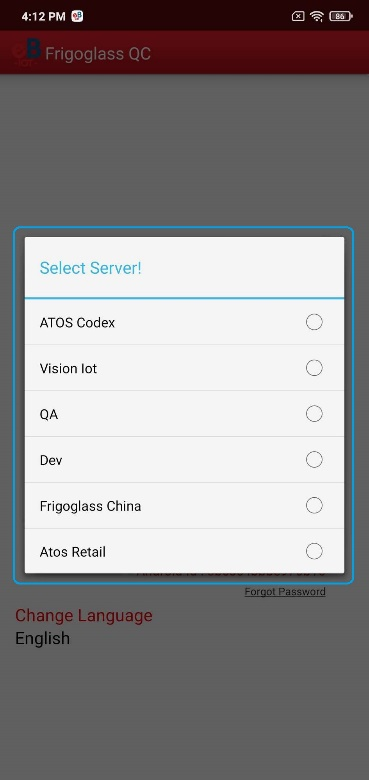 4:12 PM
86
B Frigoglass QC
Select Server!
ATOS Codex
Vision Iot
QA
Dev
Frigoglass China
Atos Retail
Forgot Password
Change Language
English